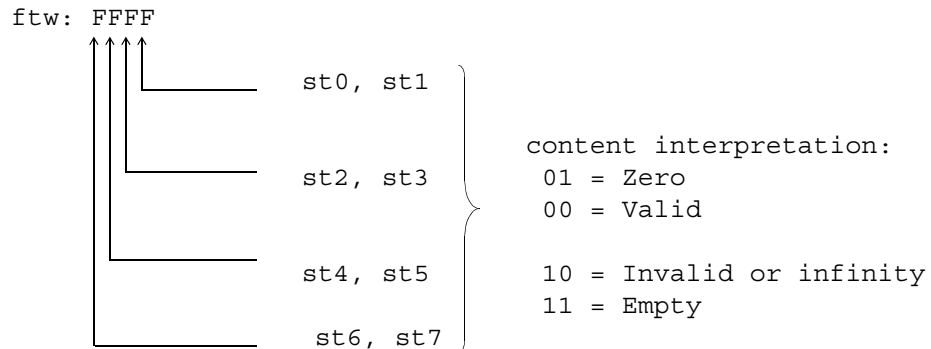 ftw: FFFF
st0, st1
st2, st3
st4, st5
st6, st7
content interpretation:
01 = Zero
00 = Valid
10 = Invalid or infinity
11 = Empty